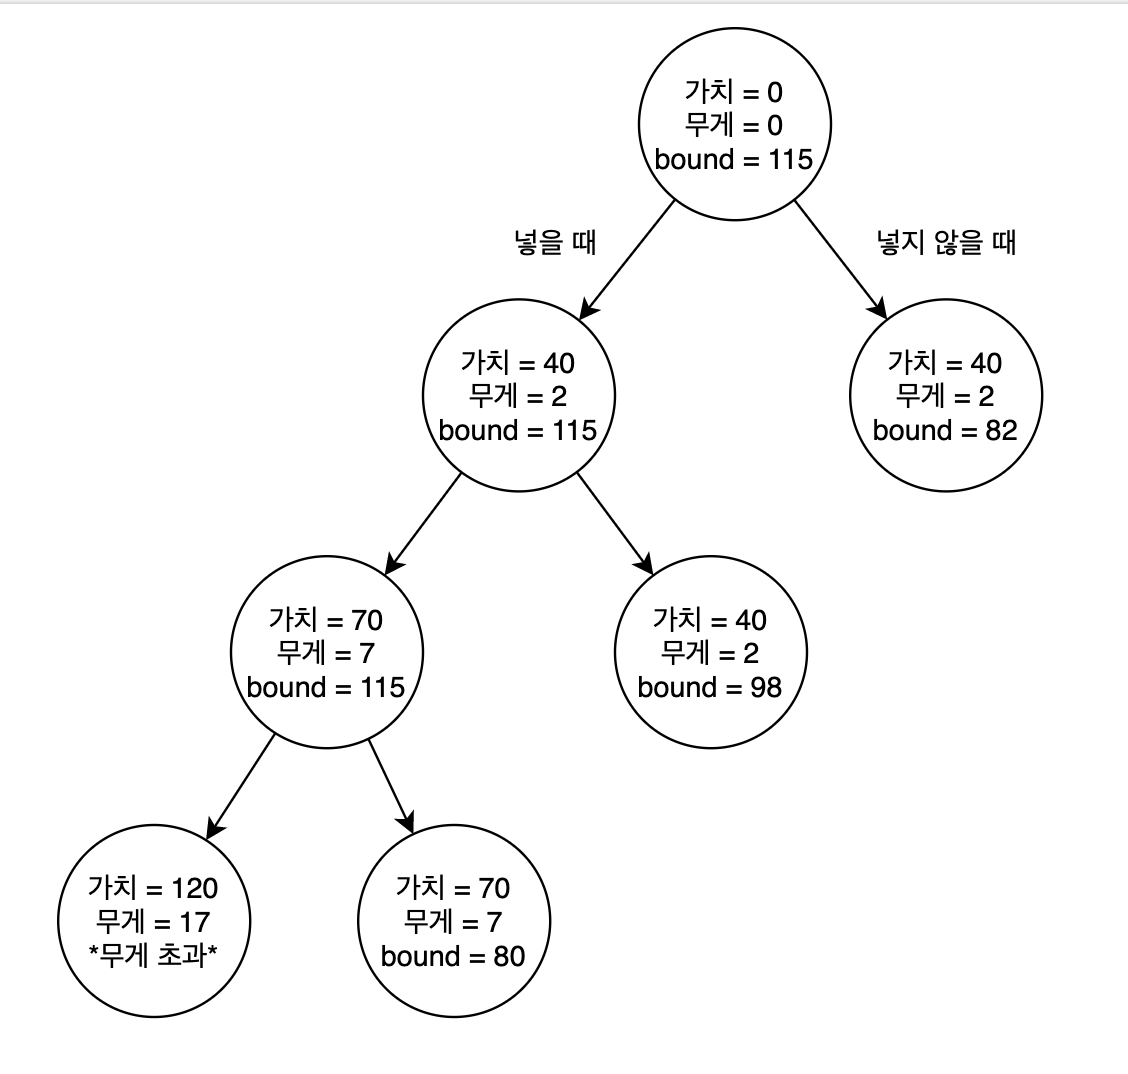 가치 = 0
무게 = 0
bound = 115
넣을 때
넣지 않을 때
가치 = 40
무게 = 2
bound = 115
가치 = 40
무게 = 2
bound = 82
가치 = 70
무게 = 7
bound = 115
가치 = 40
무게 = 2
bound = 98
가치 = 120
무게 = 17
*무게 초과*
가치 = 70
무게 = 7
bound = 80